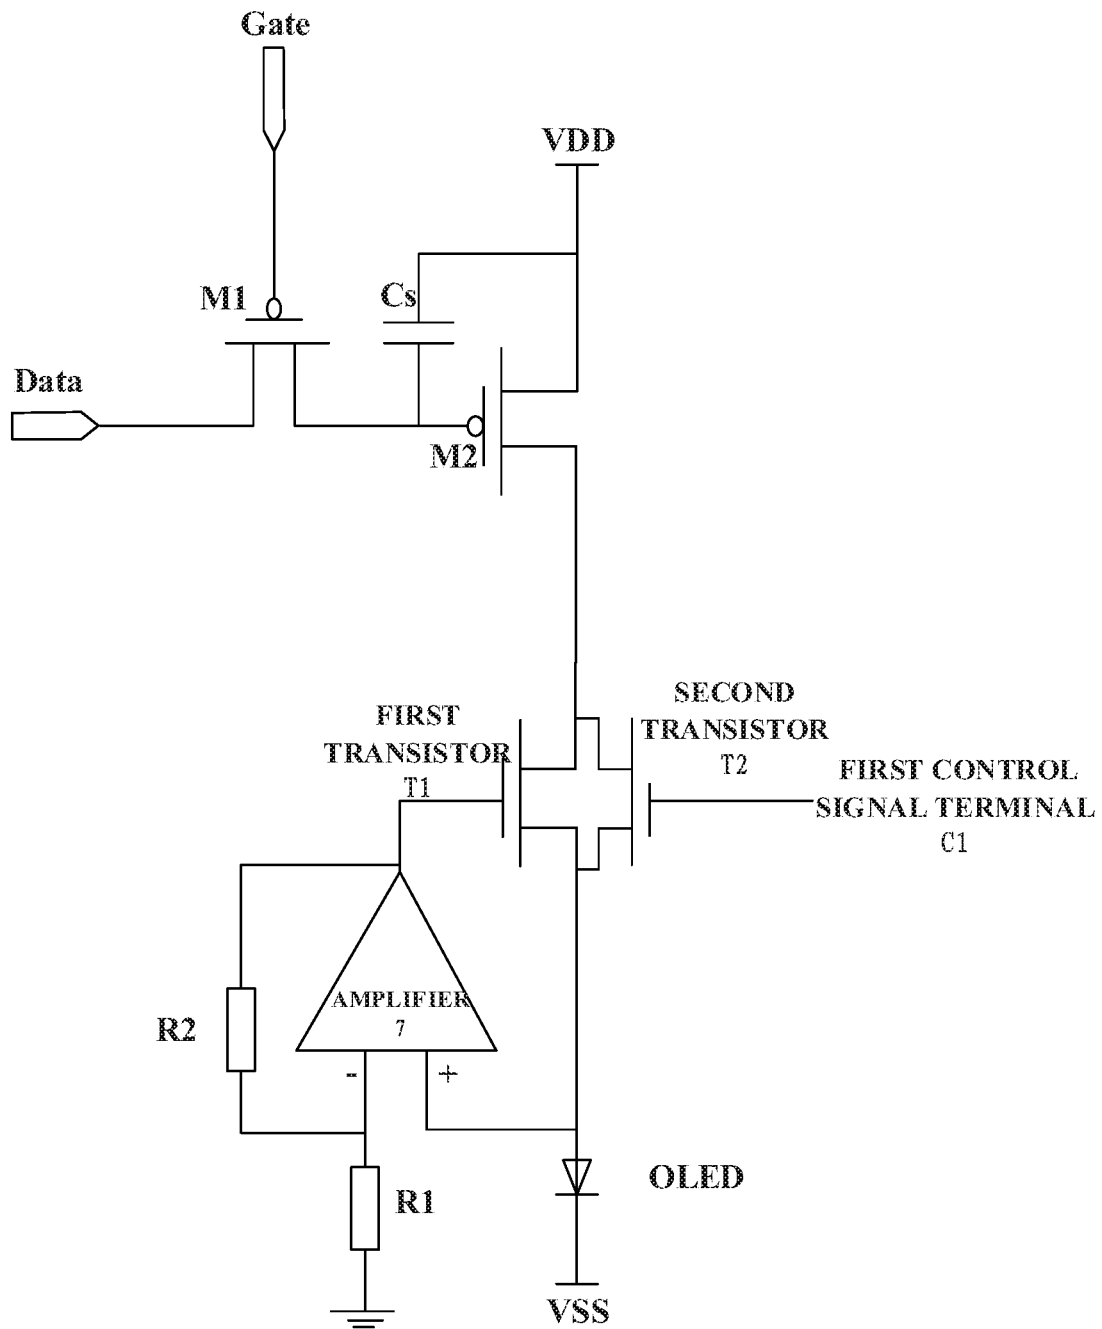 Gate
VDD
M1
Cs
Data
M2
SECOND
TRANSISTOR
T2
FIRST
TRANSISTOR
T1
FIRST CONTROL
SIGNAL TERMINAL
C1
AMPLIFIER
7
R2
-
+
OLED
R1
VSS